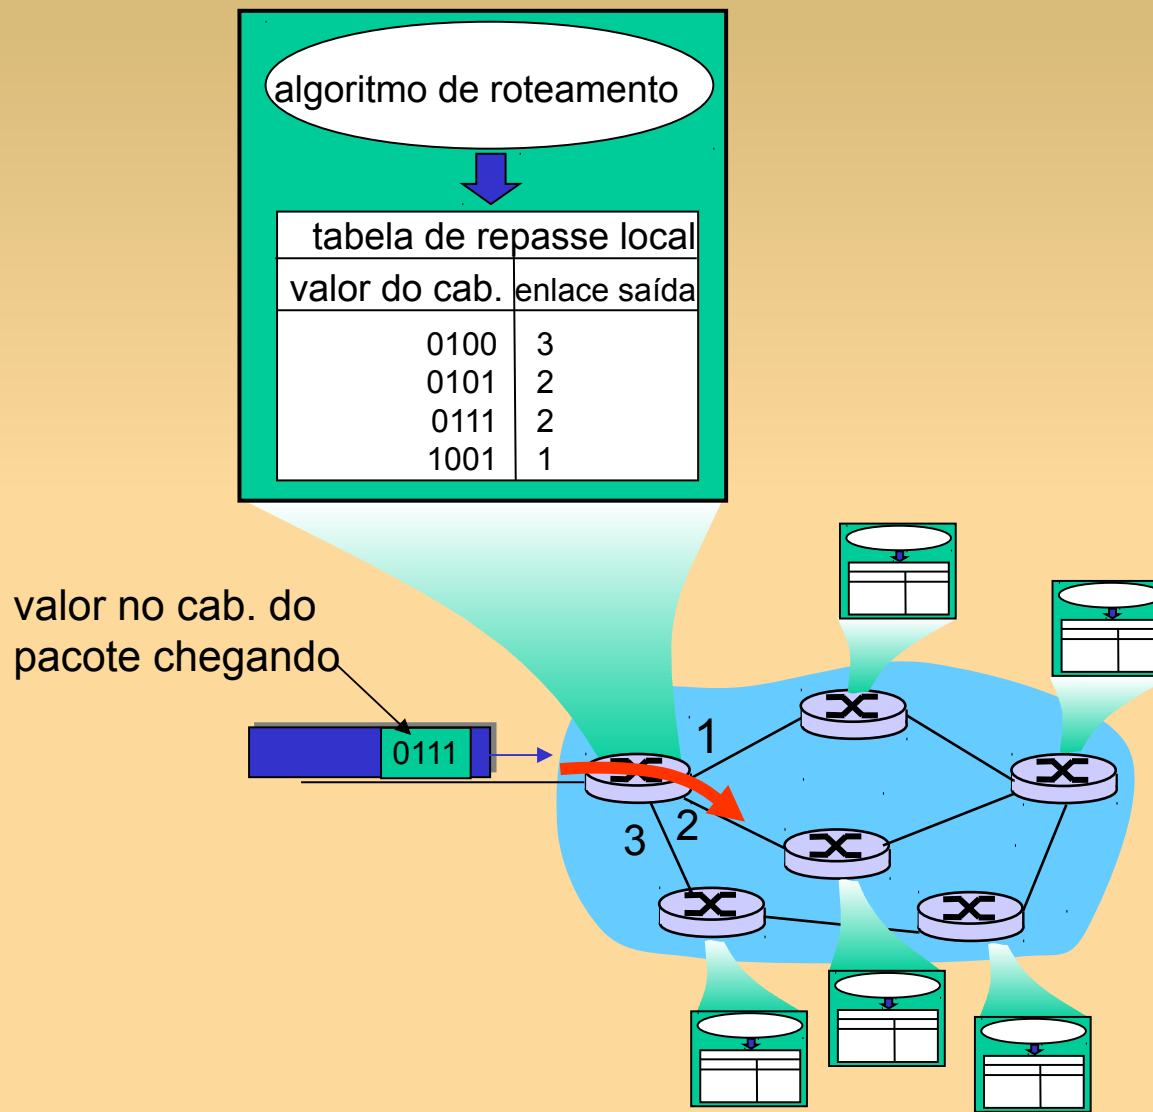 algoritmo de roteamento
tabela de repasse local
valor do cab. enlace saída
0100 3
0101 2
0111 2
1001 1
valor no cab. do
pacote chegando
0111
1
2
3